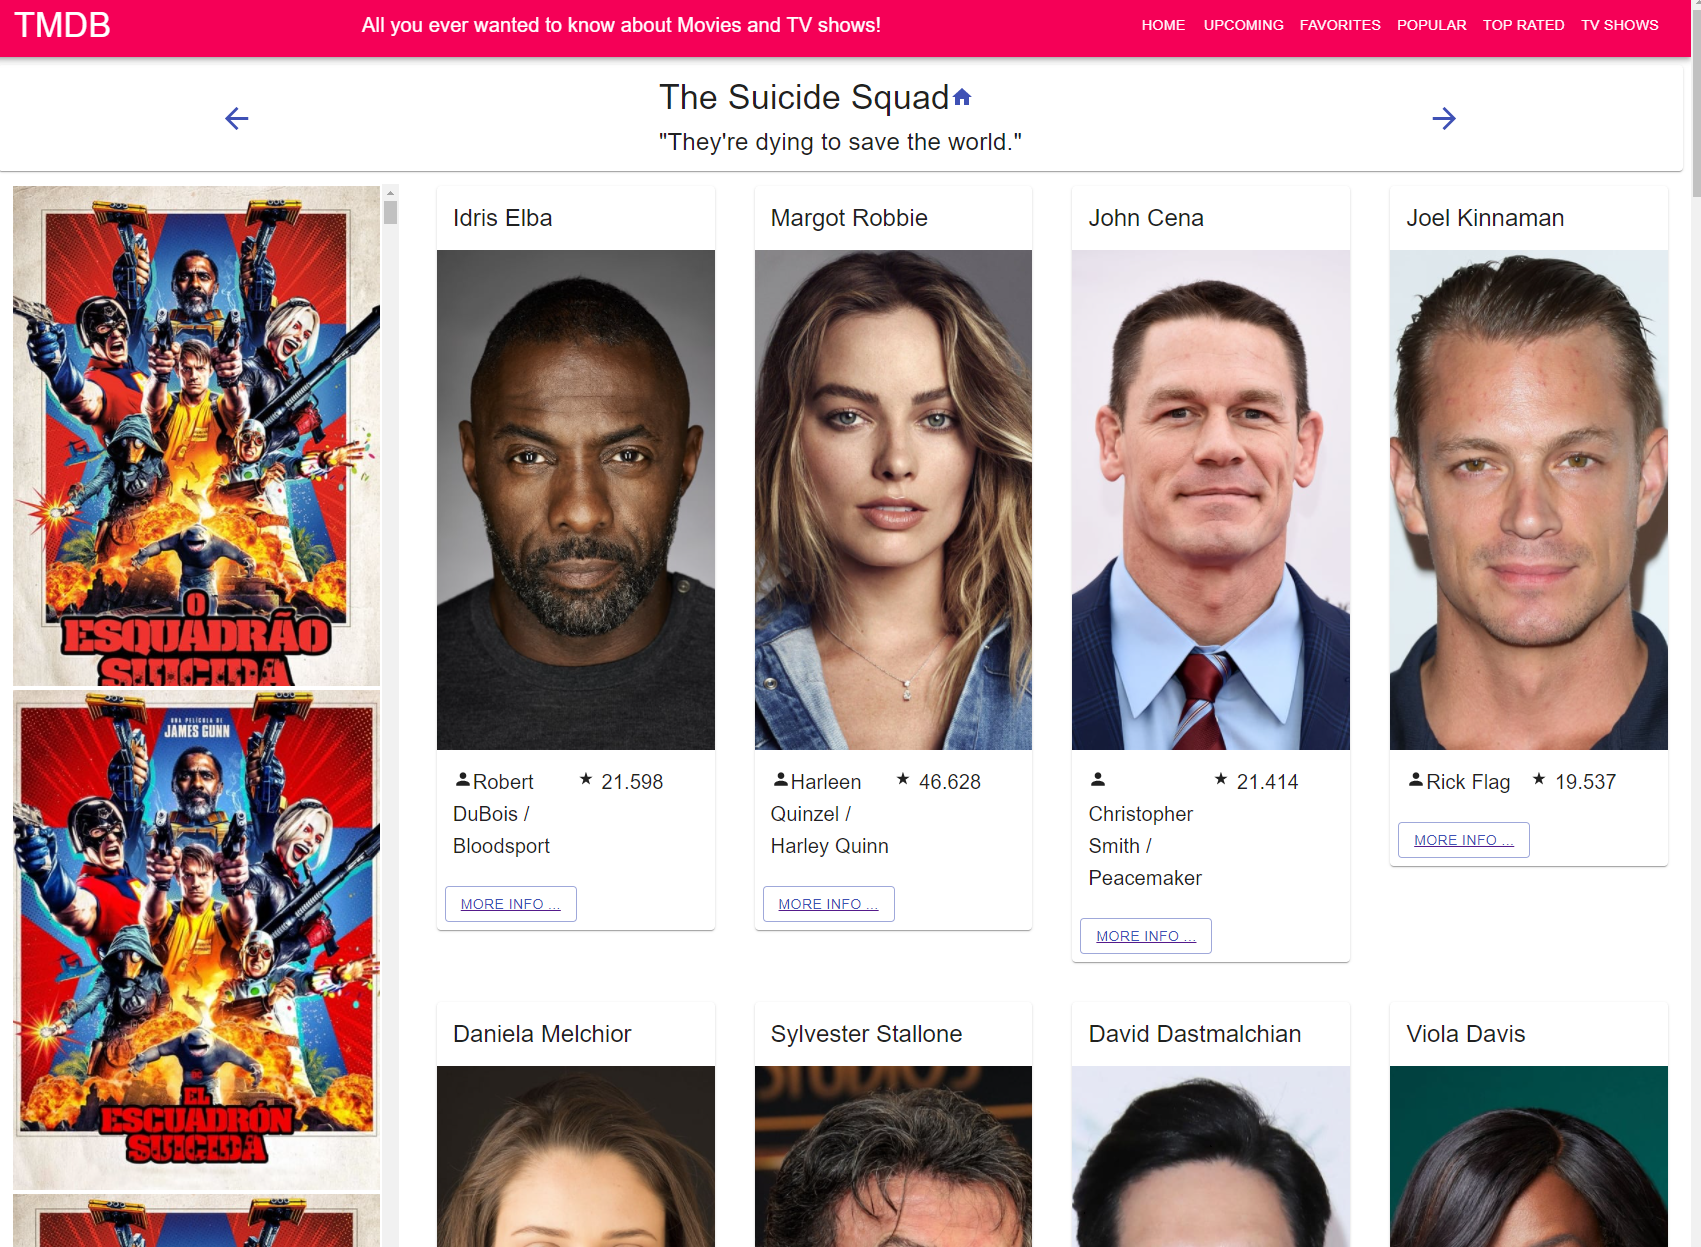 TMDB
All you ever wanted to know about Movies and TV shows!
HOME UPCOMING FAVORITES POPULAR TOP RATED TV SHOWS
The Suicide Squad
"They're dying to save the world."
O
ESQUADRÃO
SUICIDA
UNA PELÍCULA DE
JAMES GUNN
EL
ESCUADRÓN
SUICIDA
Idris Elba
Robert
DuBois /
Bloodsport
21.598
MORE INFO ...
Margot Robbie
Harleen
Quinzel /
Harley Quinn
46.628
MORE INFO ...
John Cena
Christopher
Smith /
Peacemaker
21.414
MORE INFO ...
Joel Kinnaman
Rick Flag
19.537
MORE INFO ...
Daniela Melchior
Sylvester Stallone
STUDIOS
David Dastmalchian
Viola Davis